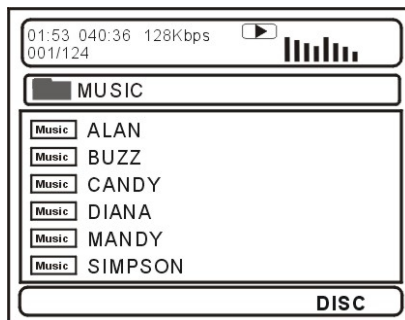 01:53 040:36 128Kbps
001/124
MUSIC
Music ALAN
Music BUZZ
Music CANDY
Music DIANA
Music MANDY
Music SIMPSON
DISC